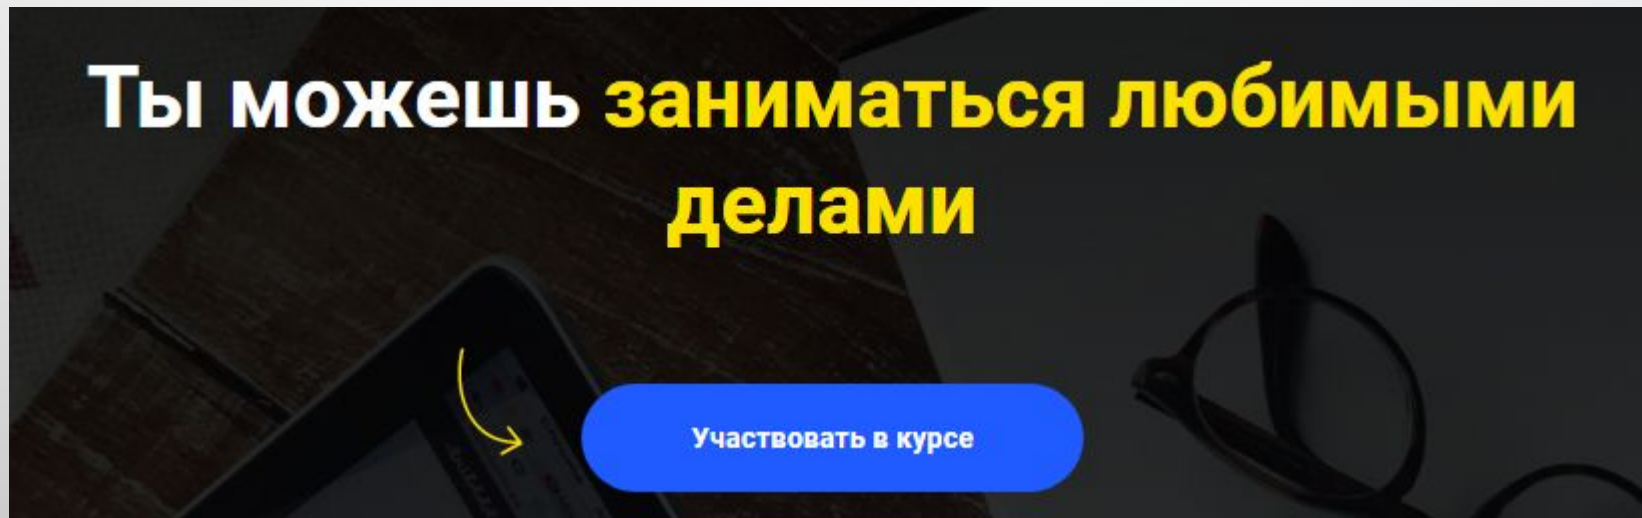 Ты можешь заниматься любимыми
делами
Участвовать в курсе